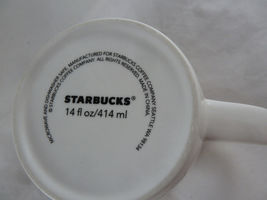 MICROWAVE AND DISHWASHER SAFE. MANUFACTURED FOR STARBUCKS COFFEE COMPANY SEATTLE WA 98134
© STARBUCKS COFFEE COMPANY. ALL RIGHTS RESERVED. MADE IN CHINA.
STARBUCKS®
14 fl oz/414 ml